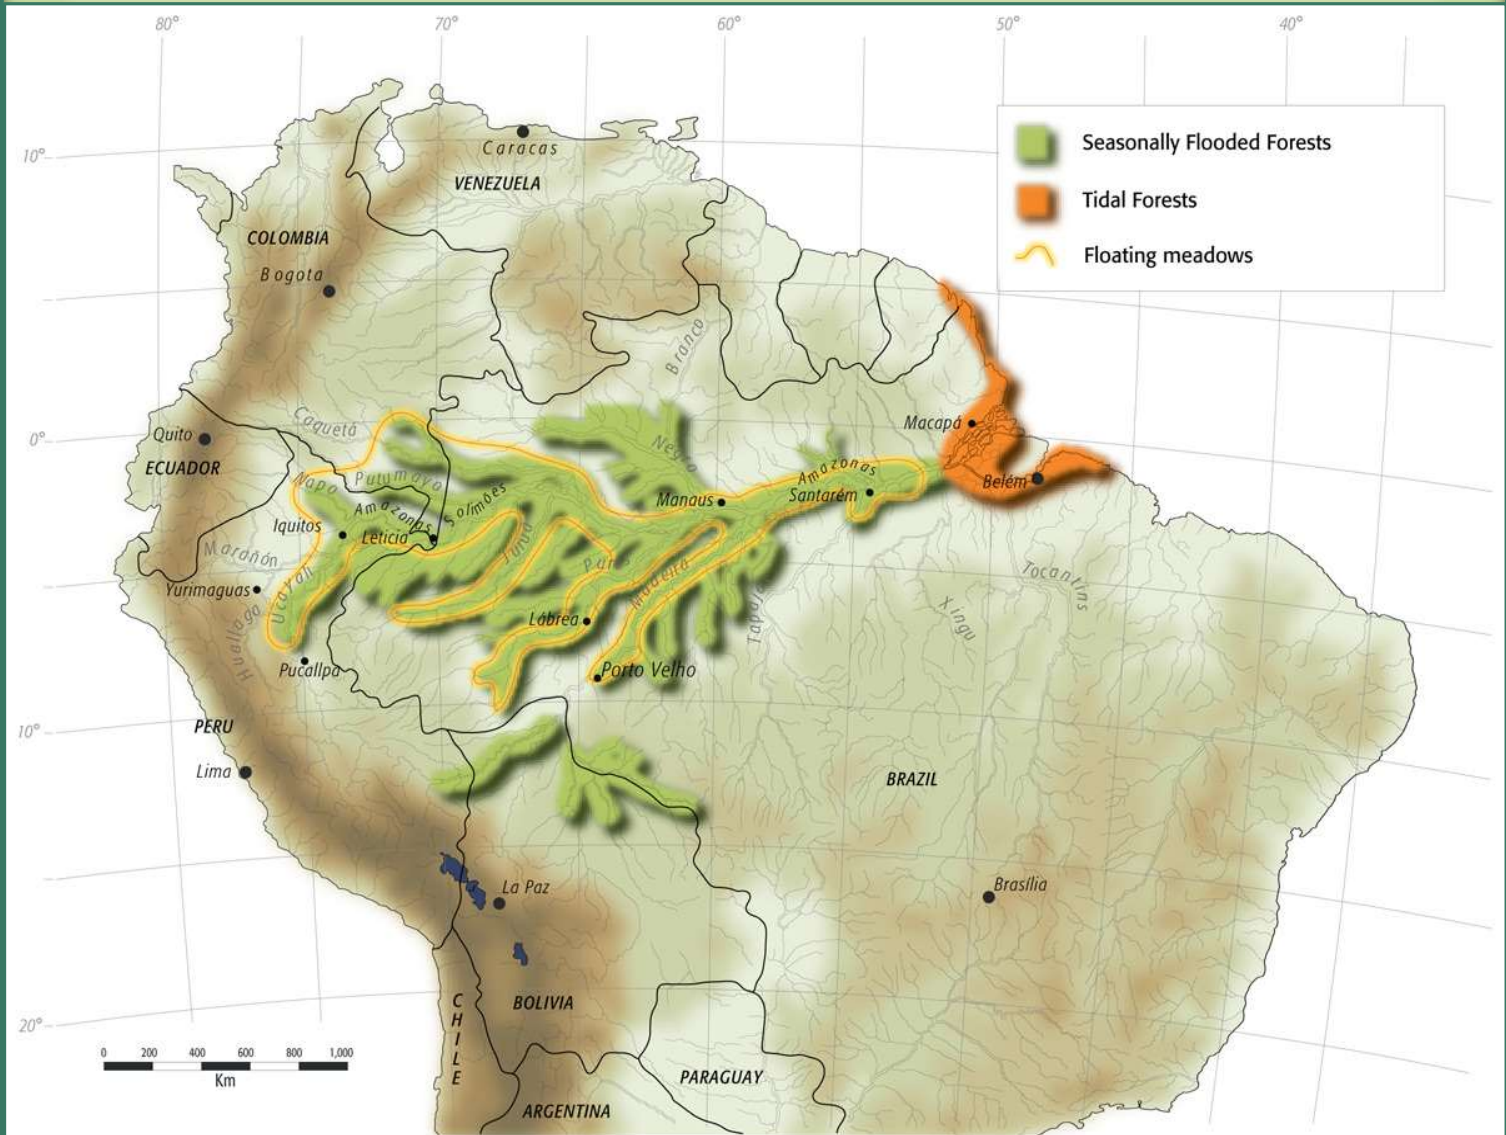 80°
70°
60°
50°
40°
10°
0°
10°
20°
Seasonally Flooded Forests
Tidal Forests
Floating meadows
Caracas
VENEZUELA
COLOMBIA
Bogota
Branco
Caquetá
Quito
ECUADOR
Negro
Macapá
Napo
Putumayo
Amazonas
Solimões
Manaus
Amazonas
Santarém
Belém
Iquitos
Leticia
Marañón
Juruá
Yurimaguas
Ucayali
Huallaga
Madeira
Tocantins
Xingu
Lábrea
Pucallpa
Porto Velho
PERU
Lima
BRAZIL
La Paz
Brasília
BOLIVIA
CHILE
PARAGUAY
ARGENTINA
0 200 400 600 800 1,000
Km